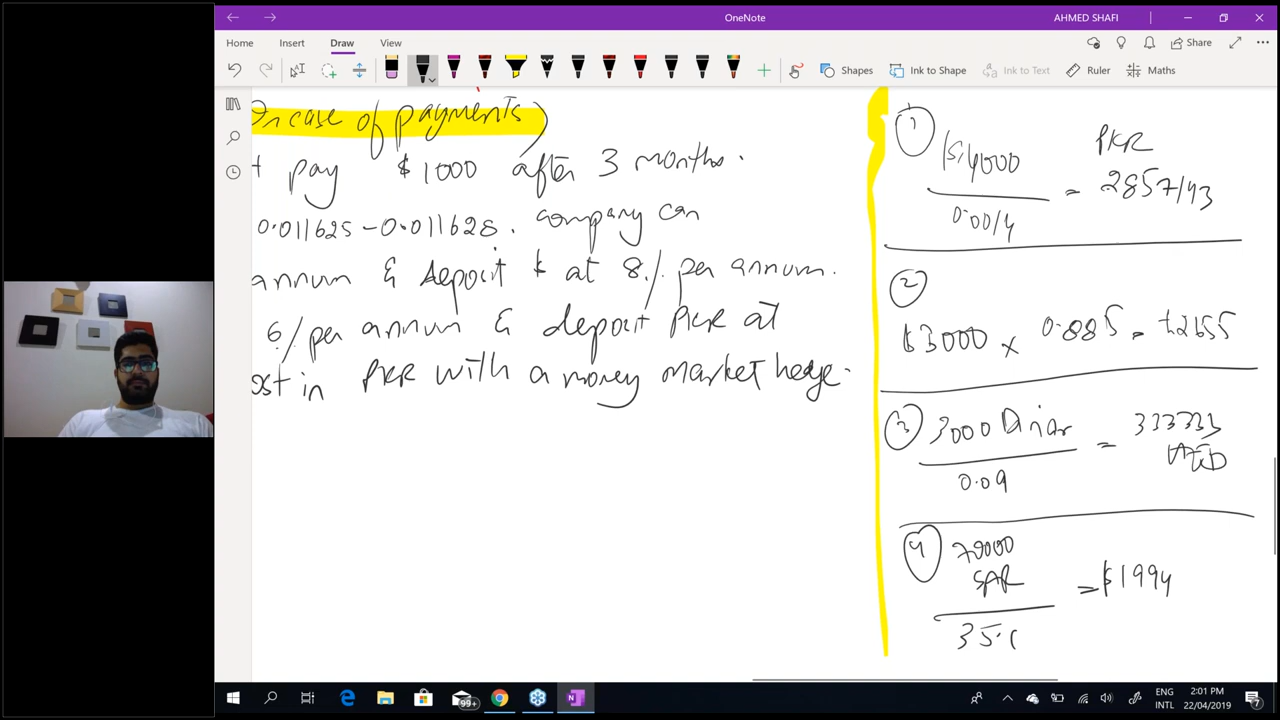 OneNote
AHMED SHAFI
Home
Insert
Draw
View
Share
Shapes
Ink to Shape
Ink to Text
Ruler
Maths
In case of payments)
pay $1000 after 3 months.
0.011625 - 0.011628. company can
annum & deposit $ at 8% per annum.
6% per annum & deposit PKR at
cost in PKR with a money market hedge.
1
4000
0.0014
=
PKR
2857143
2
$3000 x 0.885 = £2655
3
3000 Dinar
0.09
= 33333
AED
4
70000
SAR
35.1
= $1994
99+
ENG
INTL
2:01 PM
22/04/2019
7